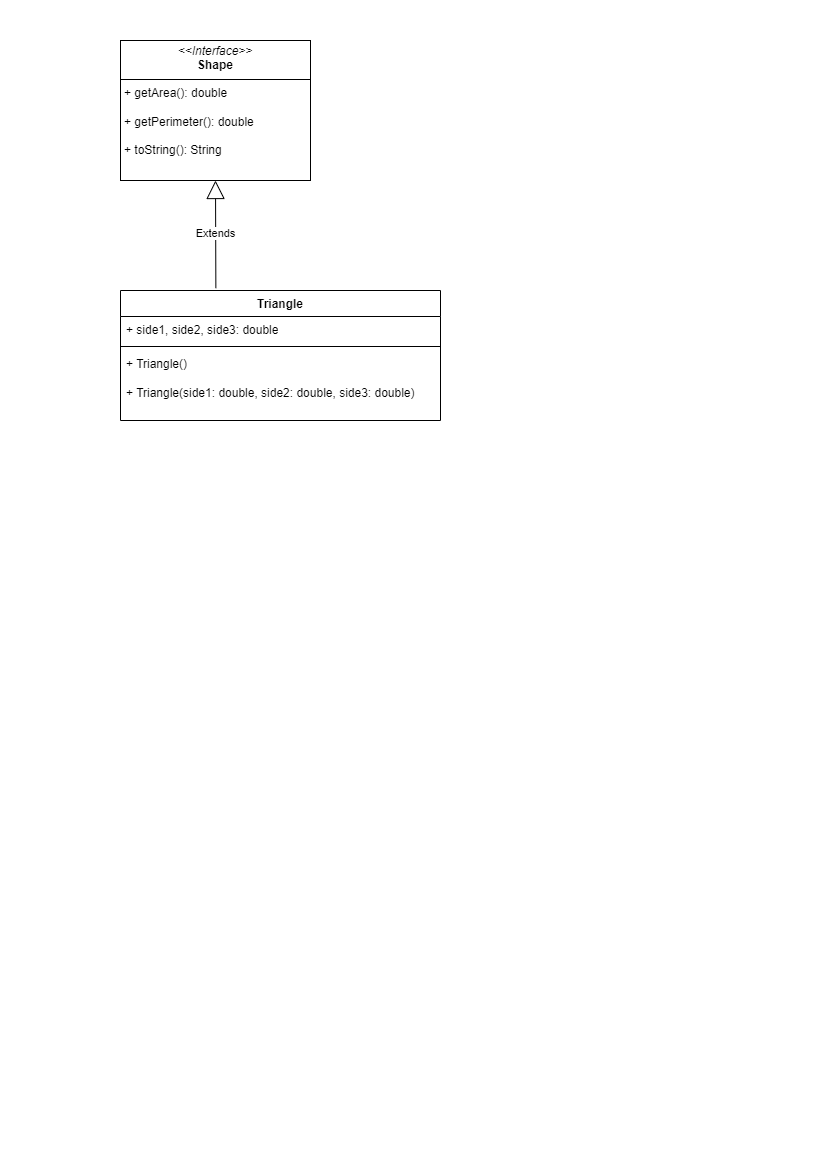 <<Interface>>
Shape
+ getArea(): double
+ getPerimeter(): double
+ toString(): String
Extends
Triangle
+ side1, side2, side3: double
+ Triangle()
+ Triangle(side1: double, side2: double, side3: double)